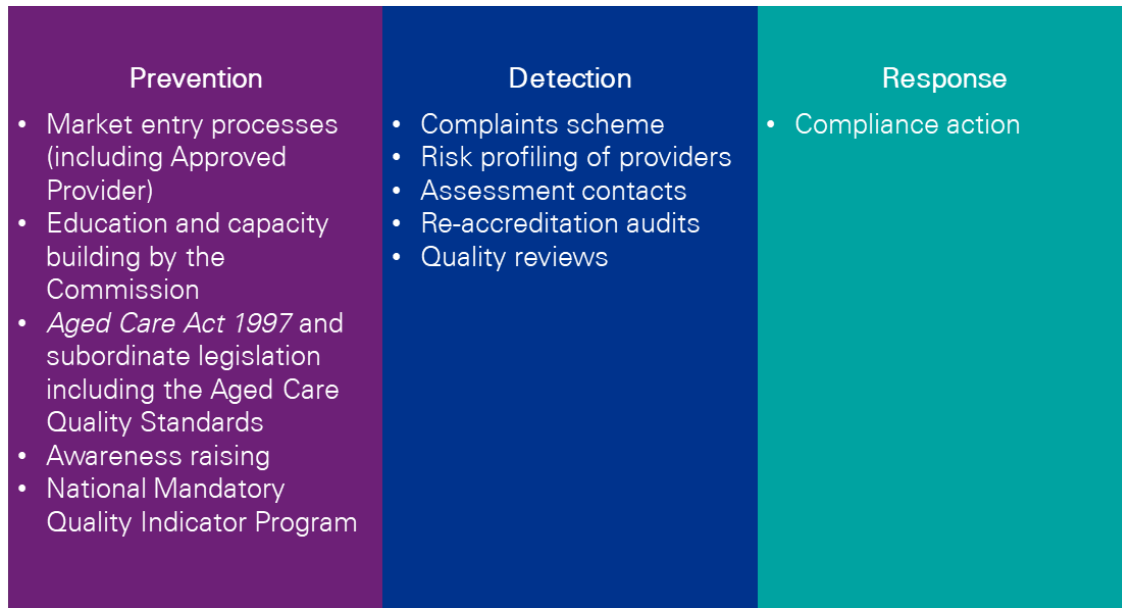 Prevention
• Market entry processes
(including Approved
Provider)
• Education and capacity
building by the
Commission
• Aged Care Act 1997 and
subordinate legislation
including the Aged Care
Quality Standards
• Awareness raising
• National Mandatory
Quality Indicator Program
Detection
• Complaints scheme
• Risk profiling of providers
• Assessment contacts
• Re-accreditation audits
• Quality reviews
Response
• Compliance action